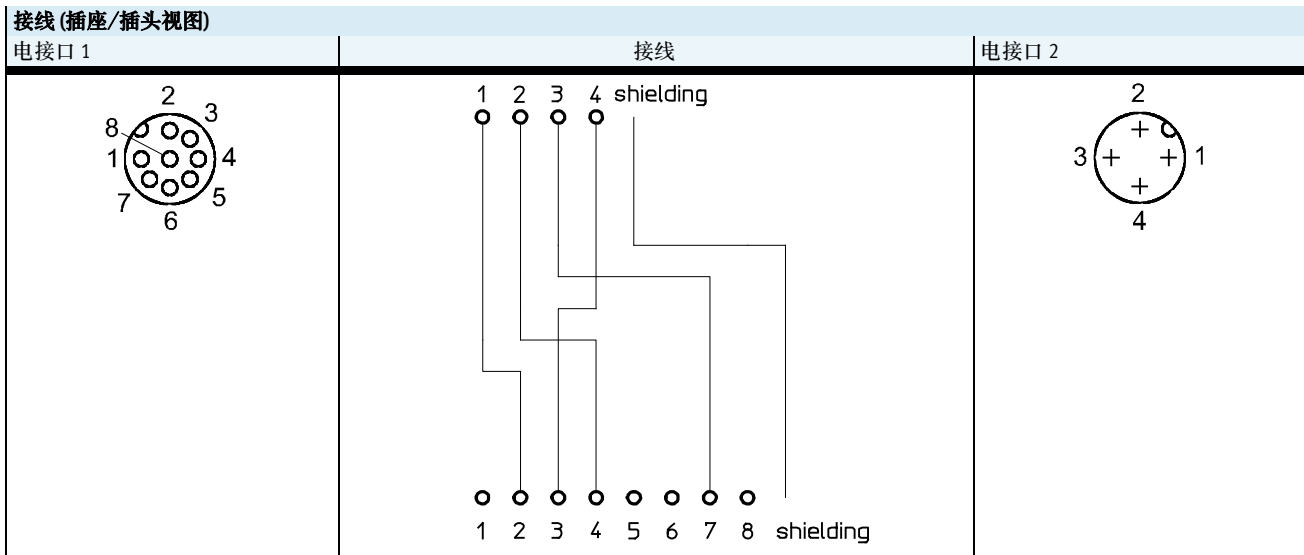 接线 (插座/插头视图)
电接口 1 接线 电接口 2
2
8 3
1 4
7 5
6
1 2 3 4 shielding
1 2 3 4 5 6 7 8 shielding
2
3 1
4